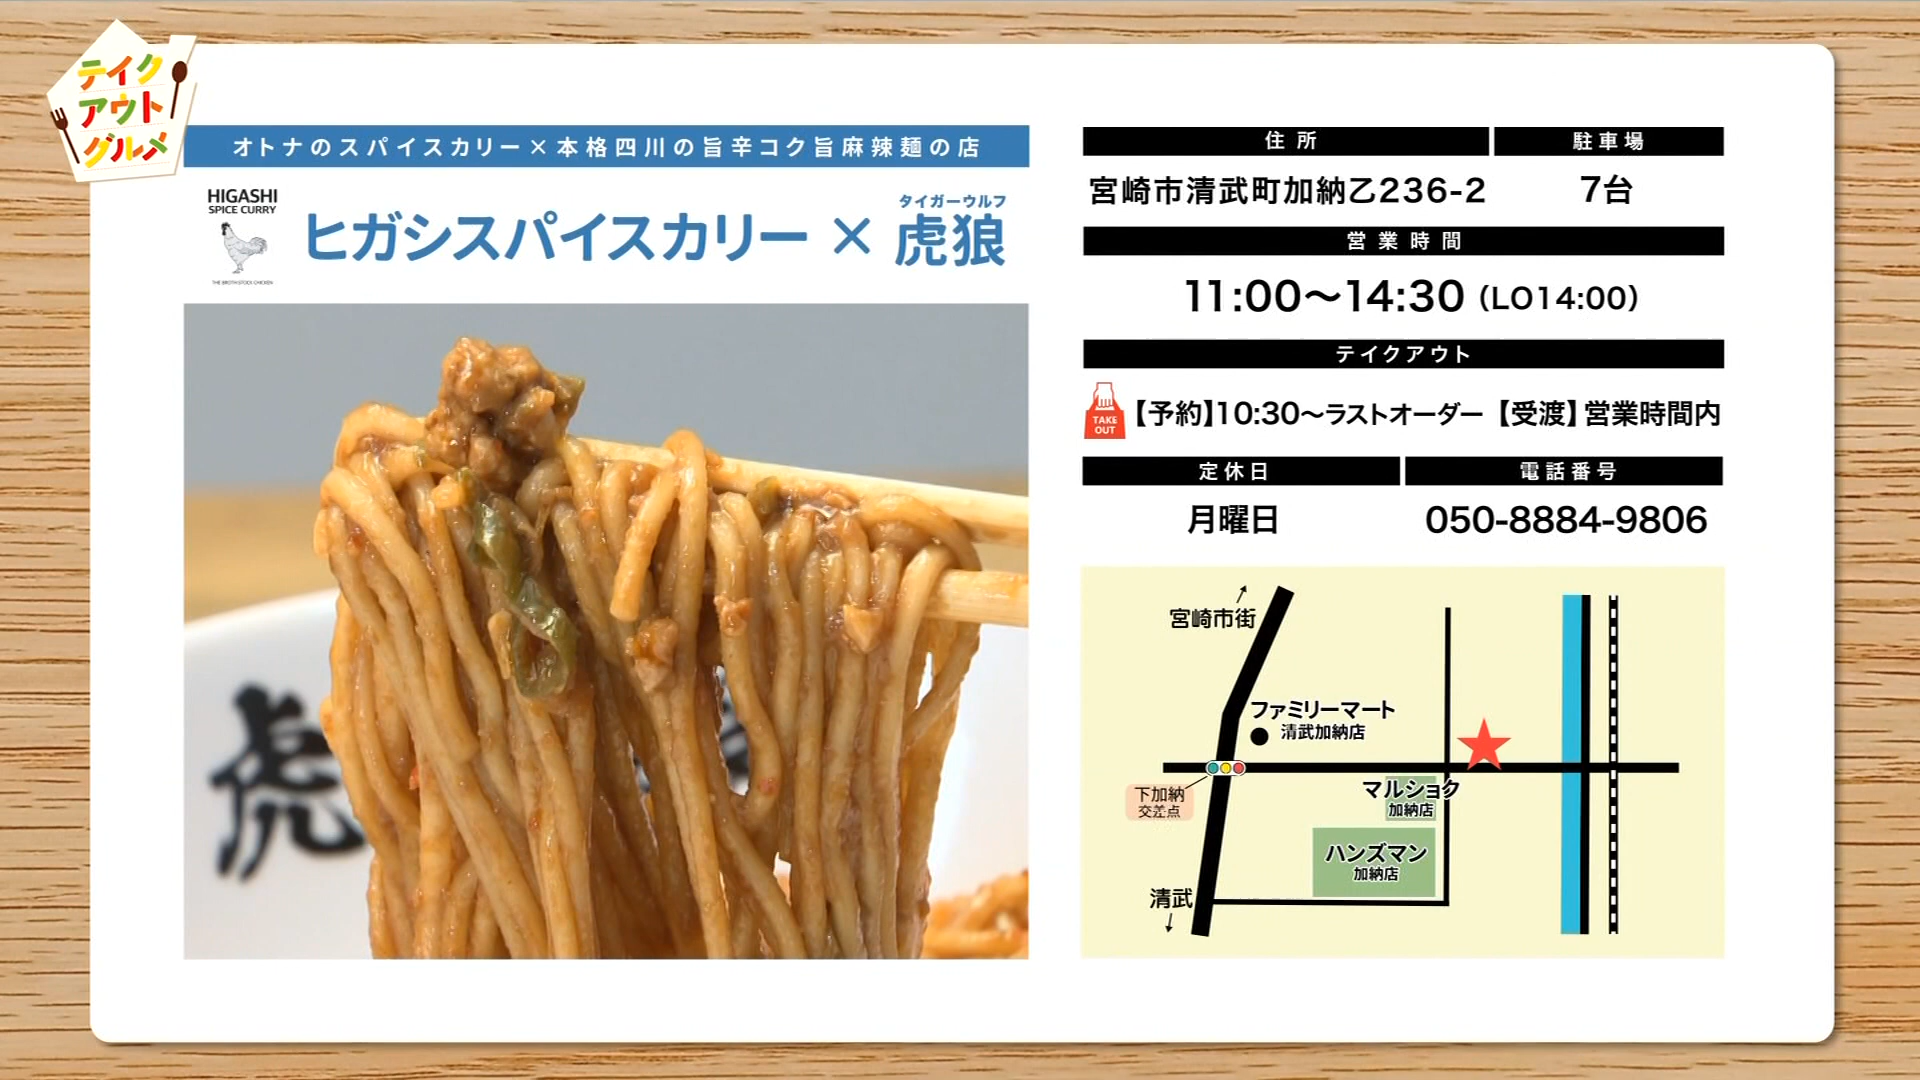 テイク
アウト
グルメ
オトナのスパイスカリー×本格四川の旨辛コク旨麻辣麺の店
HIGASHI
SPICE CURRY
THE BROTH STOCK CHICKEN
タイガーウルフ
ヒガシスパイスカリー × 虎狼
虎
住所
駐車場
宮崎市清武町加納乙236-2
7台
営業時間
11:00〜14:30（LO14:00）
テイクアウト
TAKE
OUT
【予約】10:30〜ラストオーダー【受渡】営業時間内
定休日
電話番号
月曜日
050-8884-9806
↑
宮崎市街
ファミリーマート
清武加納店
下加納
交差点
マルショク
加納店
ハンズマン
加納店
清武
↓